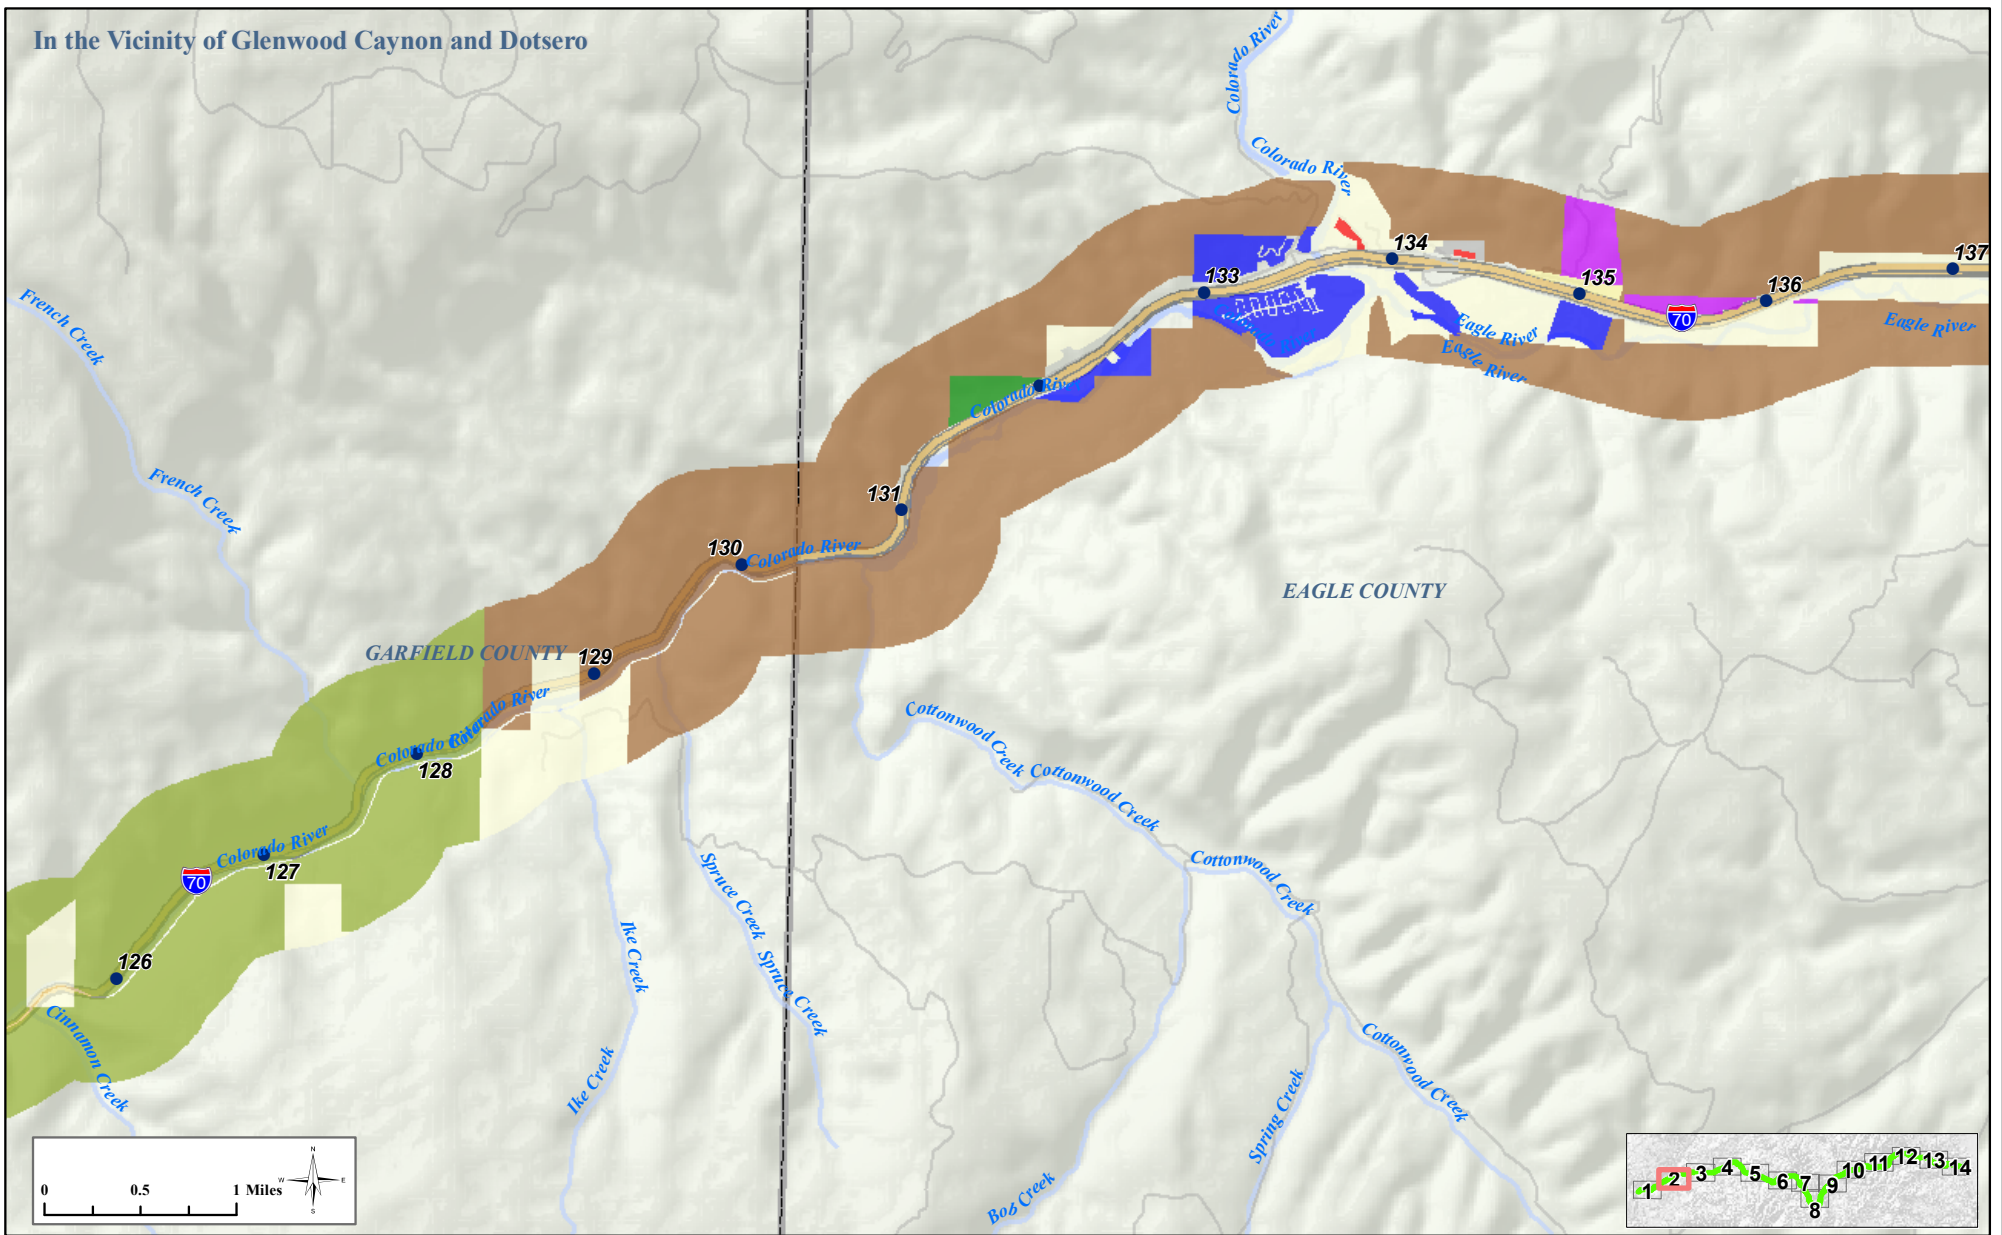 In the Vicinity of Glenwood Caynon and Dotsero
Colorado River
Colorado River
134
137
133
135
136
70
French Creek
Colorado River
Eagle River
Eagle River
Eagle River
Colorado River
French Creek
131
130
Colorado River
EAGLE COUNTY
GARFIELD COUNTY
129
Colorado River
Colorado River
128
Cottonwood Creek
Cottonwood Creek
Colorado River
127
70
Spruce Creek
Cottonwood Creek
126
Ike Creek
Spruce Creek
Cinnamon Creek
Cottonwood Creek
Ike Creek
Spring Creek
Bob Creek
N
W
E
S
0 0.5 1 Miles
1 2 3 4 5 6 7 8 9 10 11 12 13 14